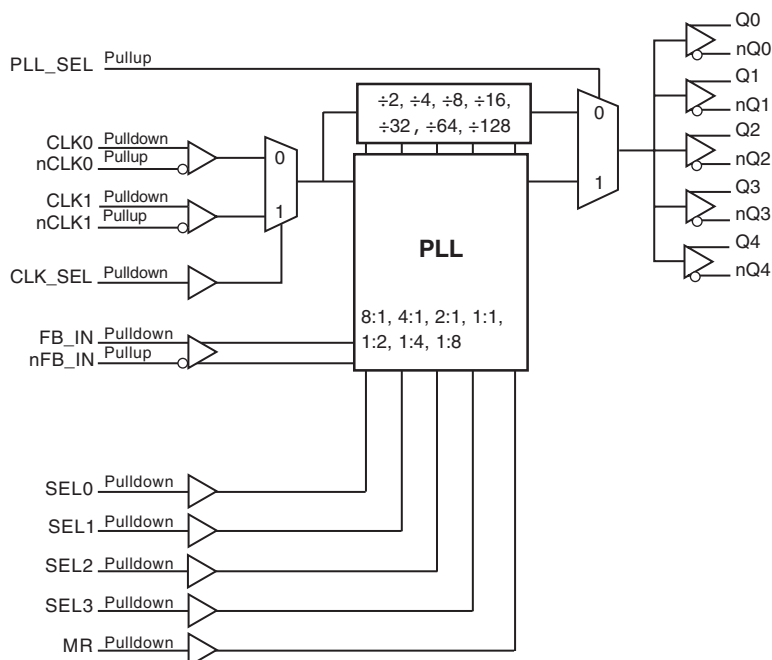 PLL_SEL Pullup
÷2, ÷4, ÷8, ÷16,
÷32, ÷64, ÷128
0
1
Q0
nQ0
Q1
nQ1
Q2
nQ2
Q3
nQ3
Q4
nQ4
CLK0 Pulldown
nCLK0 Pullup
0
CLK1 Pulldown
nCLK1 Pullup
1
CLK_SEL Pulldown
PLL
8:1, 4:1, 2:1, 1:1,
1:2, 1:4, 1:8
FB_IN Pulldown
nFB_IN Pullup
SEL0 Pulldown
SEL1 Pulldown
SEL2 Pulldown
SEL3 Pulldown
MR Pulldown